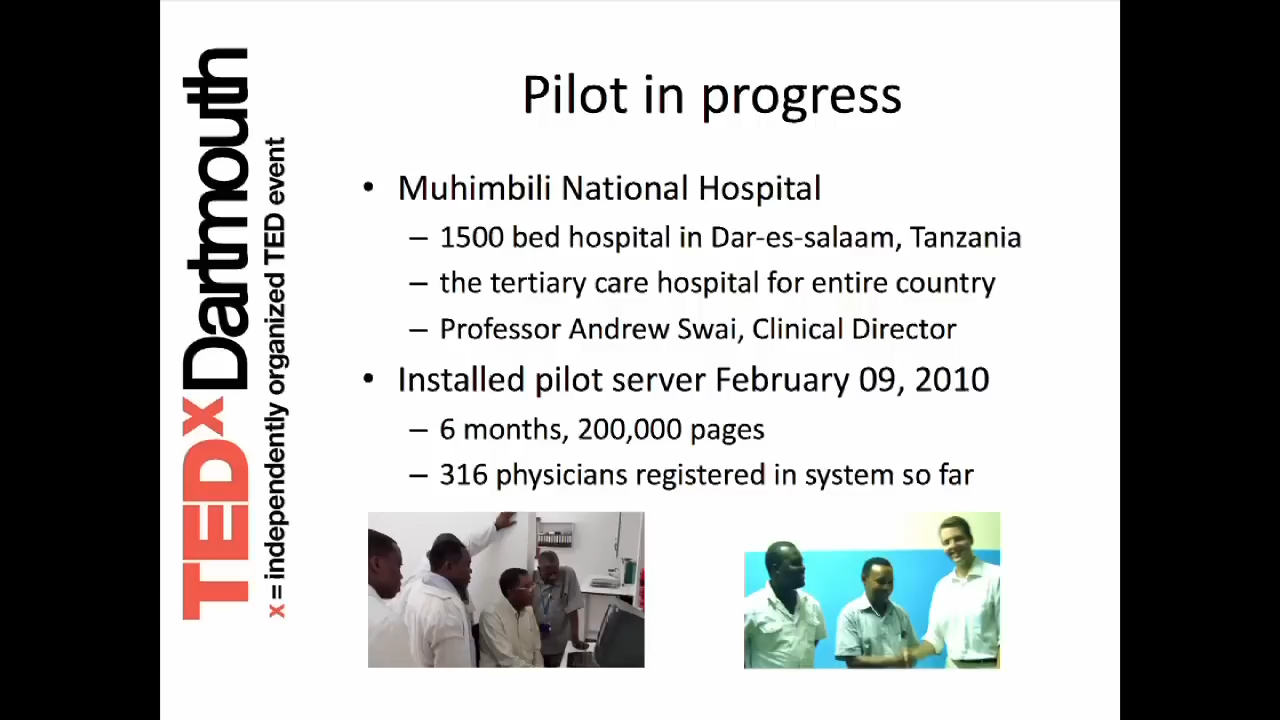 TEDxDartmouth
x = independently organized TED event
Pilot in progress
• Muhimbili National Hospital
– 1500 bed hospital in Dar-es-salaam, Tanzania
– the tertiary care hospital for entire country
– Professor Andrew Swai, Clinical Director
• Installed pilot server February 09, 2010
– 6 months, 200,000 pages
– 316 physicians registered in system so far